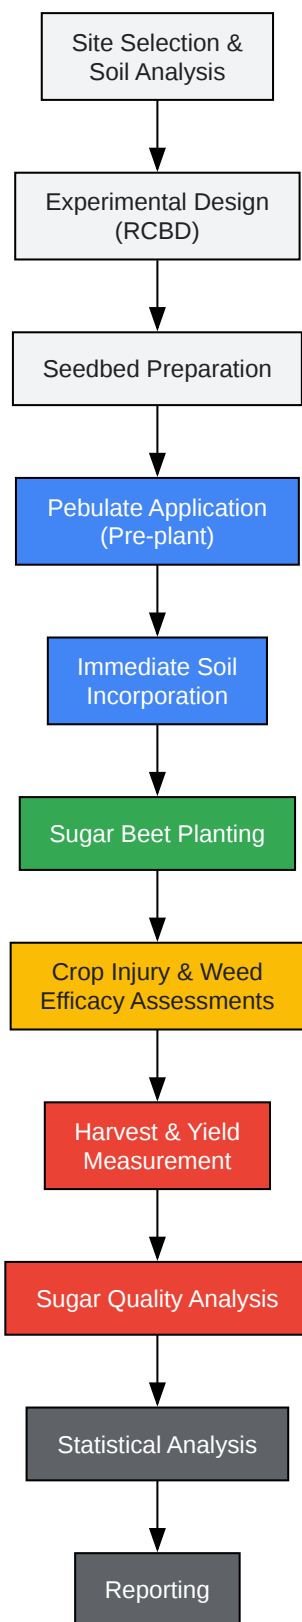 Site Selection &
Soil Analysis
Experimental Design
(RCBD)
Seedbed Preparation
Pebulate Application
(Pre-plant)
Immediate Soil
Incorporation
Sugar Beet Planting
Crop Injury & Weed
Efficacy Assessments
Harvest & Yield
Measurement
Sugar Quality Analysis
Statistical Analysis
Reporting